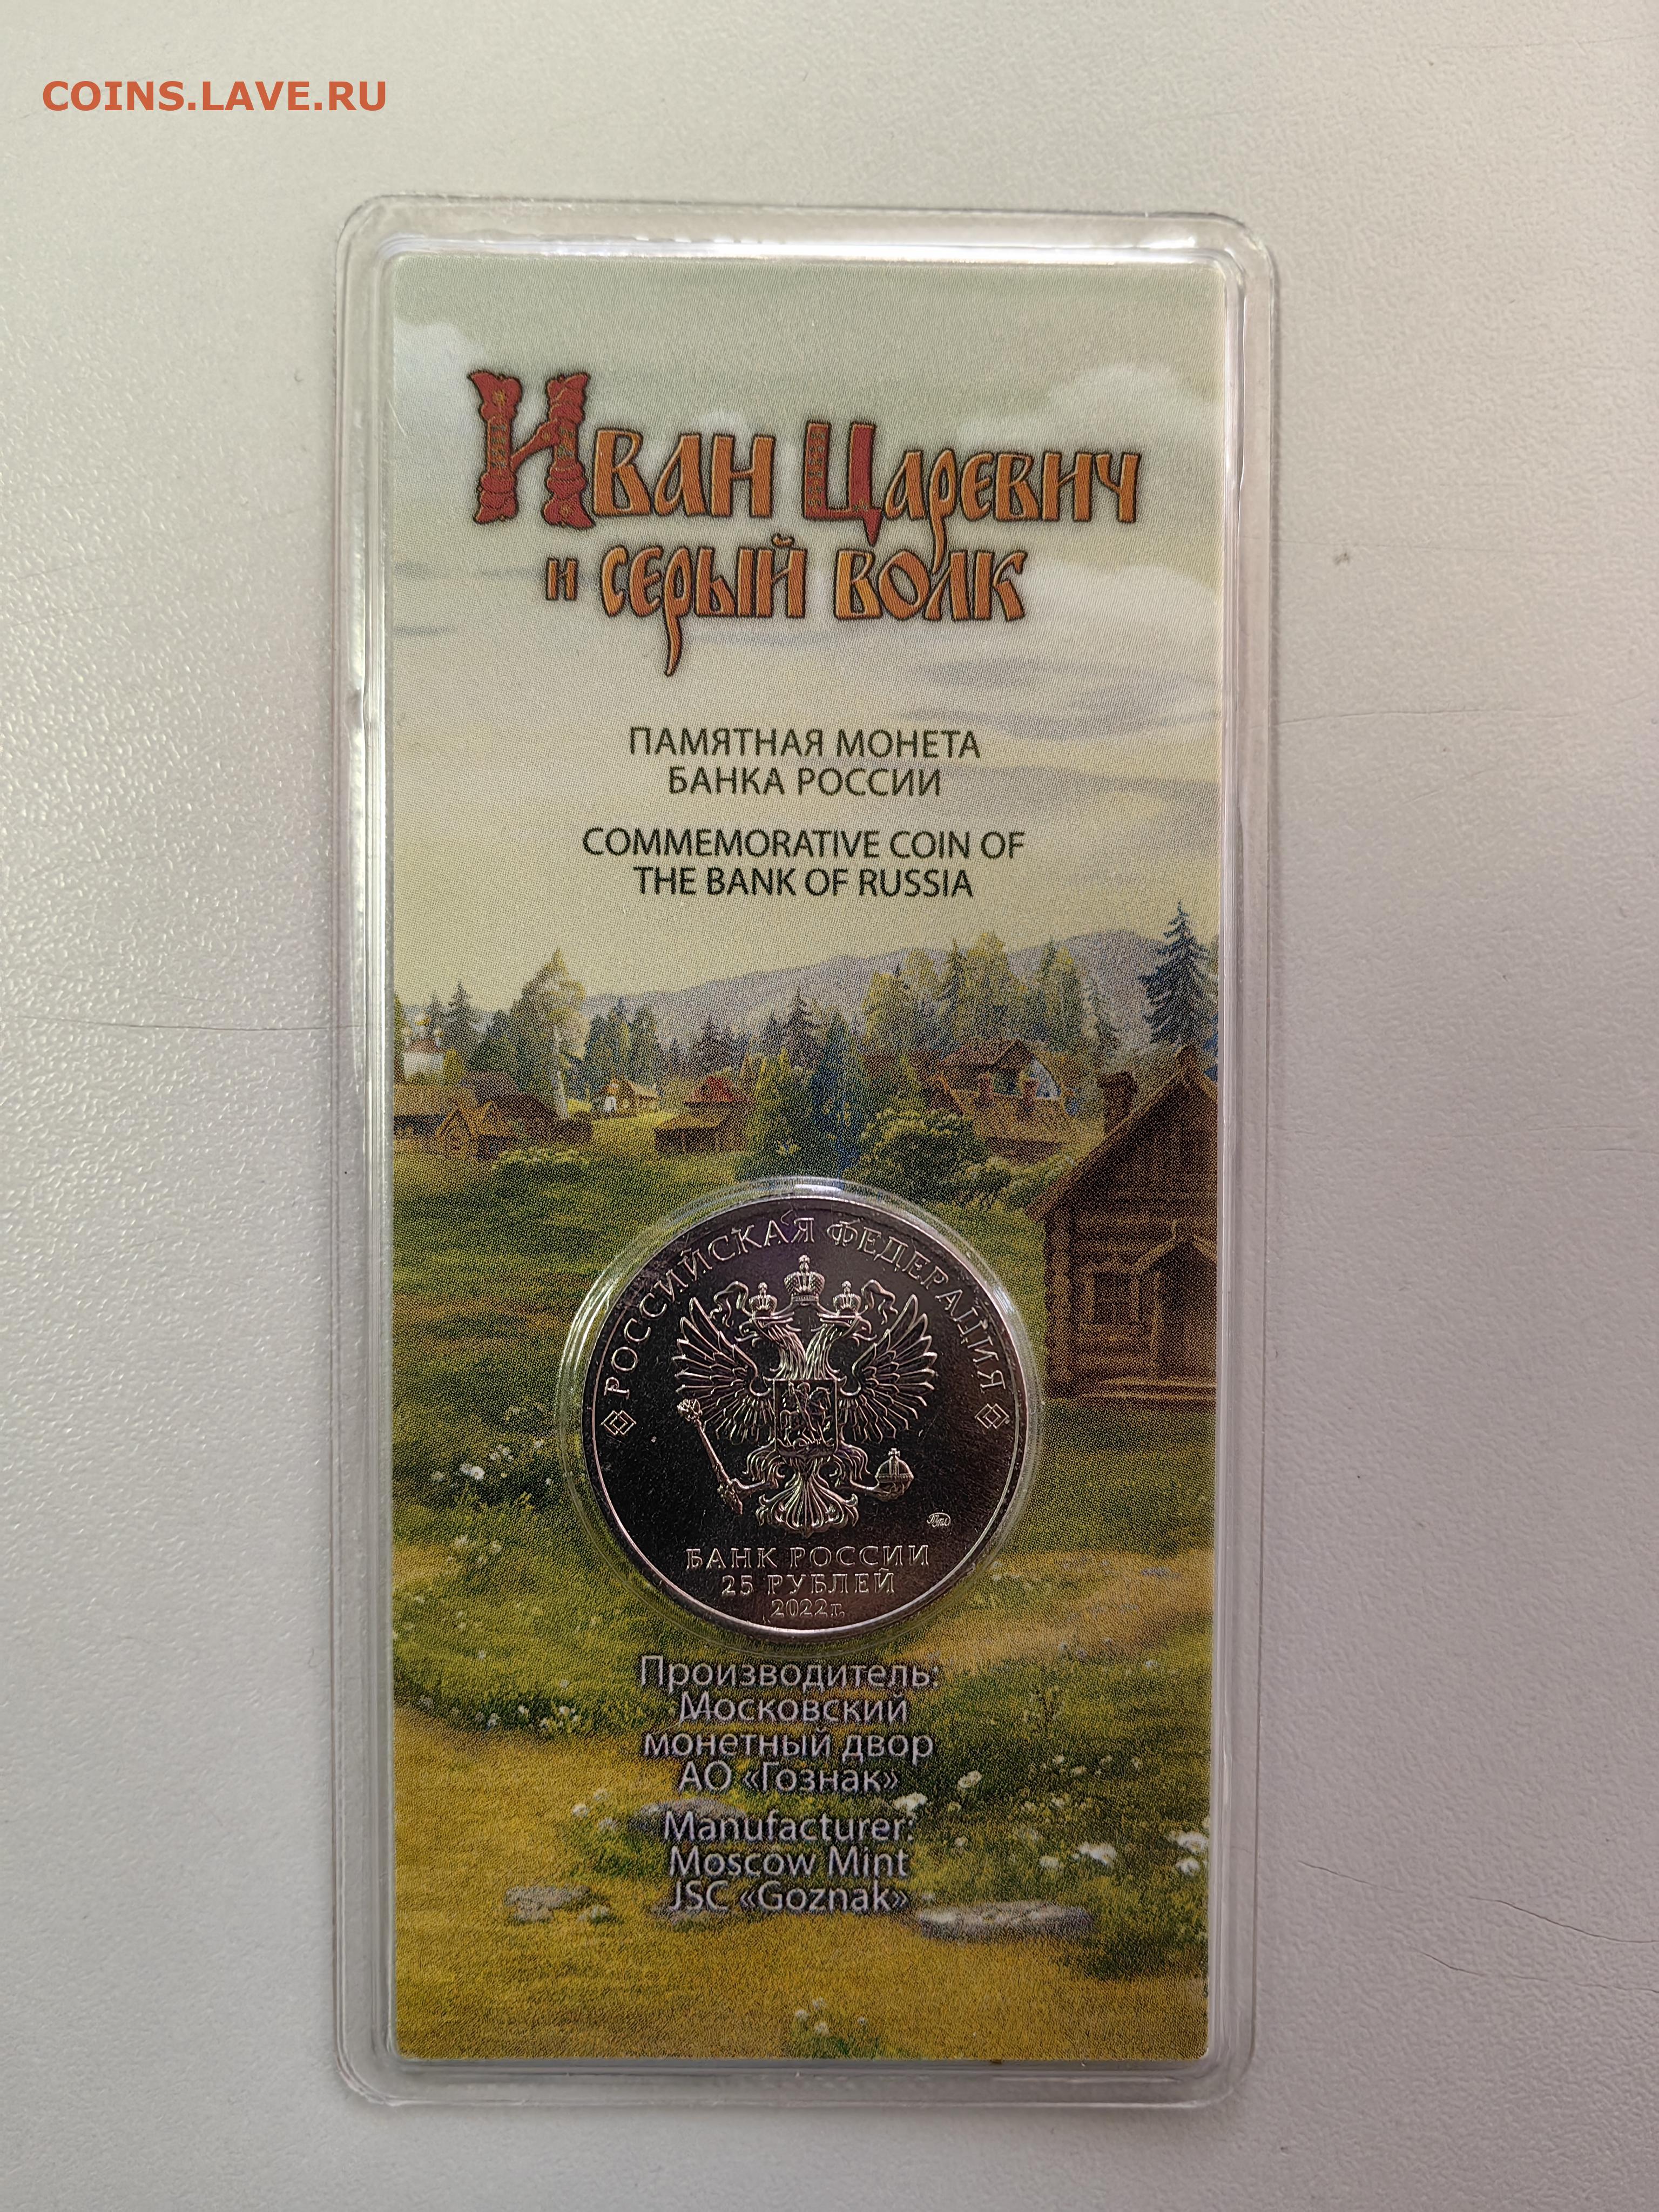 COINS.LAVE.RU
Иван Царевич
и серый волк
ПАМЯТНАЯ МОНЕТА
БАНКА РОССИИ
COMMEMORATIVE COIN OF
THE BANK OF RUSSIA
РОССИЙСКАЯ ФЕДЕРАЦИЯ
БАНК РОССИИ
25 РУБЛЕЙ
2022 г.
Производитель:
Московский
монетный двор
АО «Гознак»
Manufacturer:
Moscow Mint
JSC «Goznak»